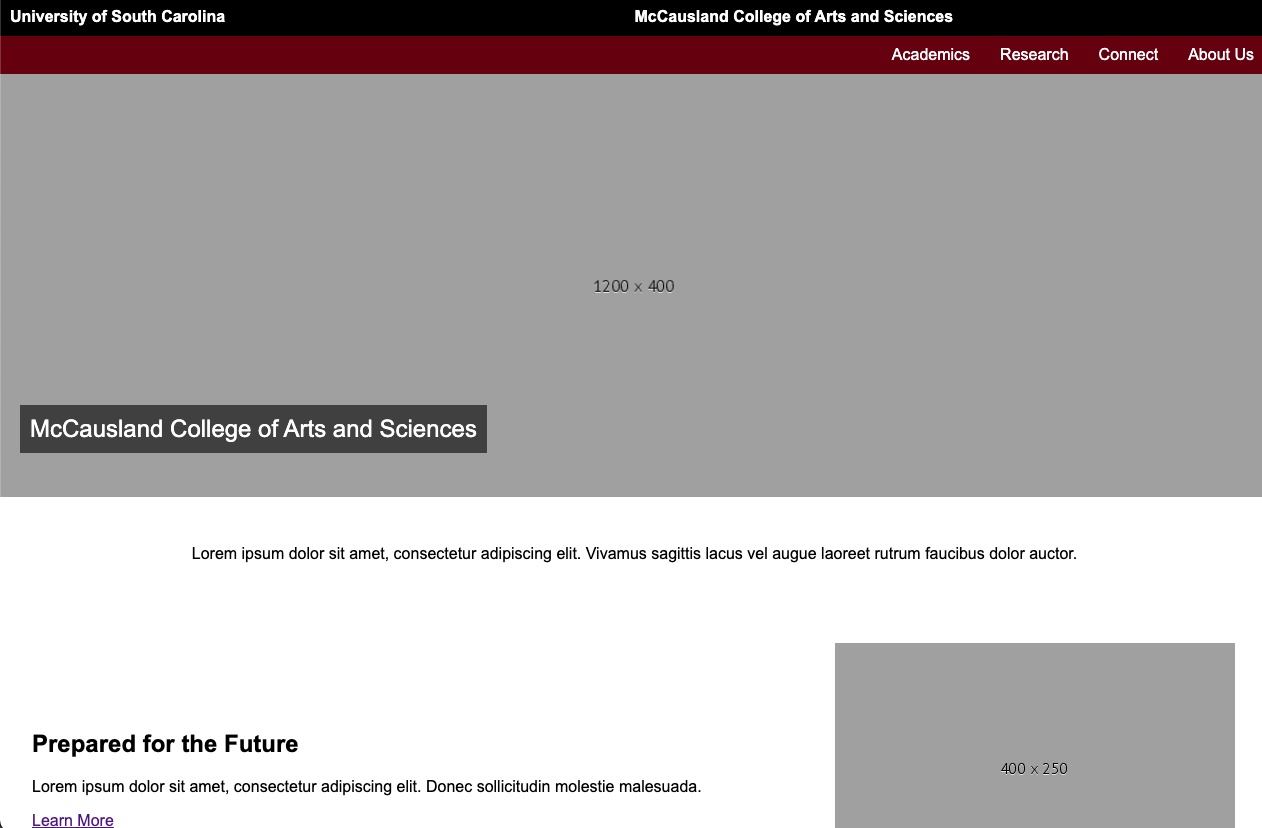 University of South Carolina
McCausland College of Arts and Sciences
Academics Research Connect About Us
1200 x 400
McCausland College of Arts and Sciences
Lorem ipsum dolor sit amet, consectetur adipiscing elit. Vivamus sagittis lacus vel augue laoreet rutrum faucibus dolor auctor.
Prepared for the Future
Lorem ipsum dolor sit amet, consectetur adipiscing elit. Donec sollicitudin molestie malesuada.
Learn More
400 x 250